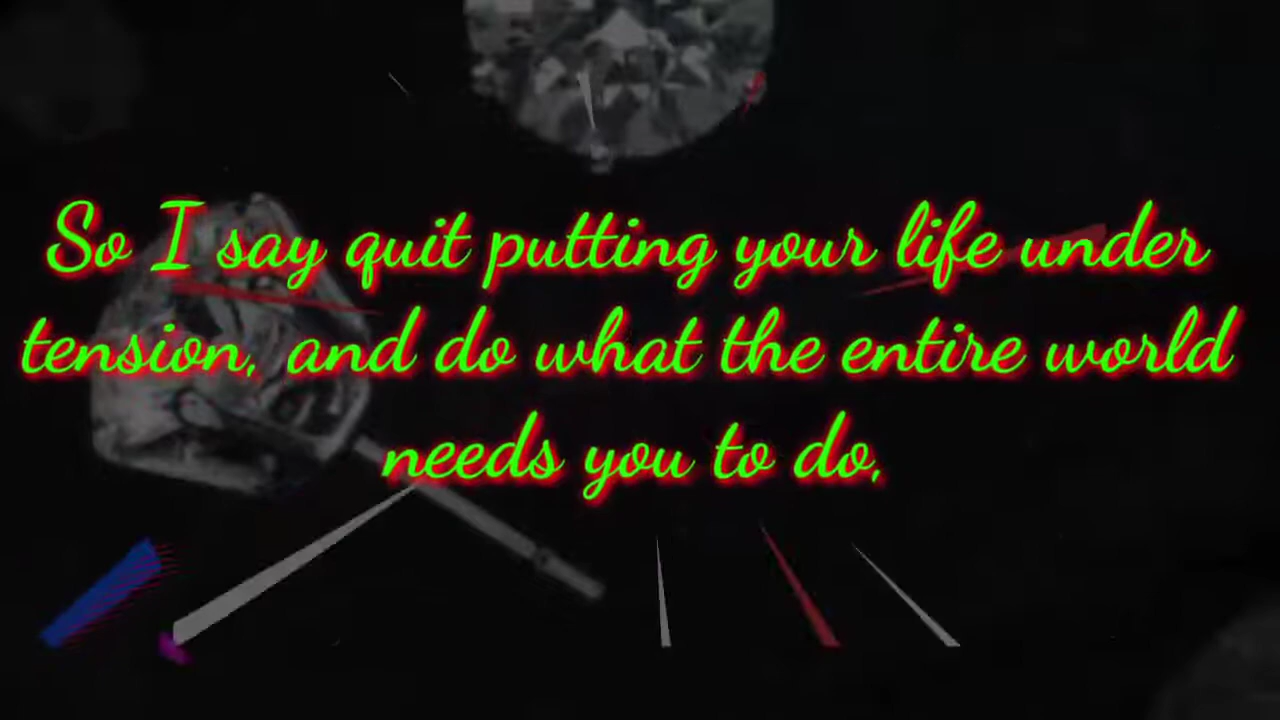 So I say quit putting your life under
tension, and do what the entire world
needs you to do,